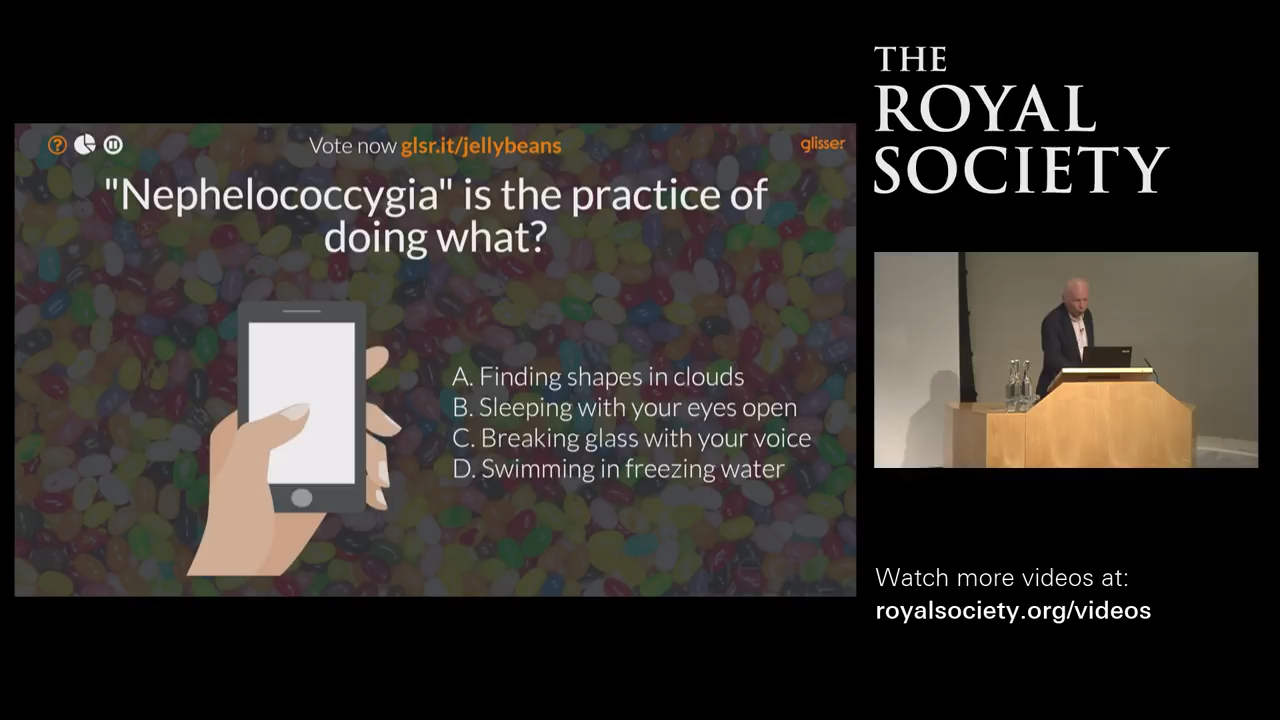 Vote now glsr.it/jellybeans
glisser
"Nephelococcygia" is the practice of
doing what?
A. Finding shapes in clouds
B. Sleeping with your eyes open
C. Breaking glass with your voice
D. Swimming in freezing water
THE
ROYAL
SOCIETY
Watch more videos at:
royalsociety.org/videos